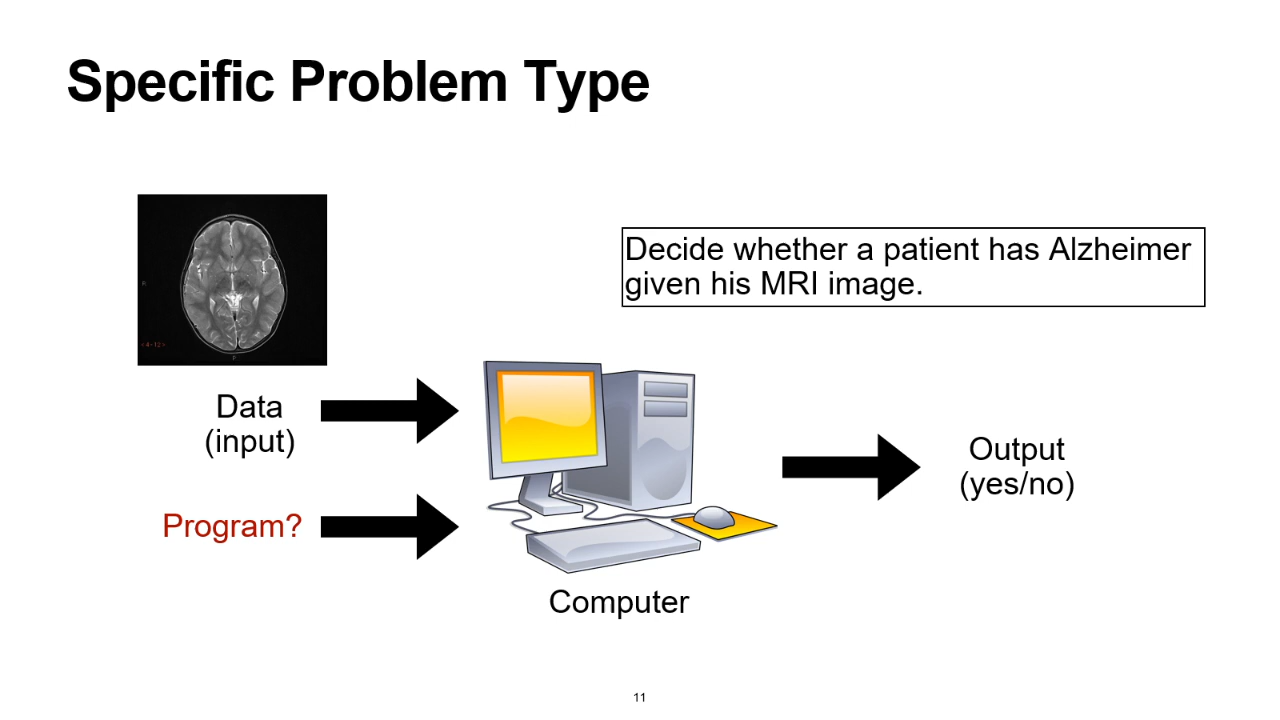 Specific Problem Type
Decide whether a patient has Alzheimer
given his MRI image.
Data
(input)
Program?
Computer
Output
(yes/no)
11